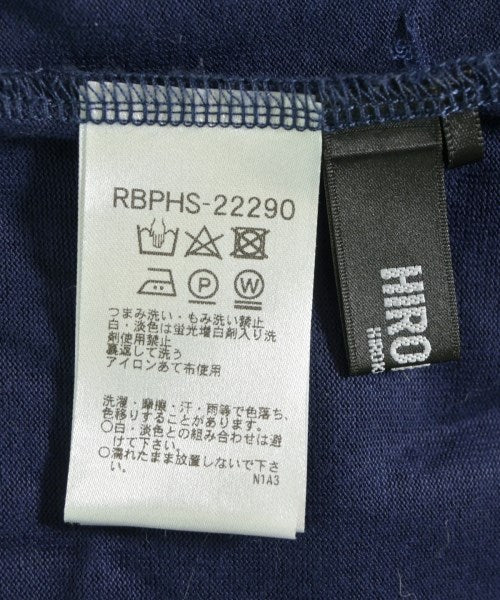 RBPHS-22290
P W
つまみ洗い・もみ洗い禁止
白・淡色は蛍光増白剤入り洗
剤使用禁止
裏返して洗う
アイロンあて布使用
洗濯・摩擦・汗・雨等で色落ち、
色移りすることがあります。
○白・淡色との組み合わせは避
けて下さい。
○濡れたまま放置しないで下さ
い。
N1A3
HIRO
HIROK